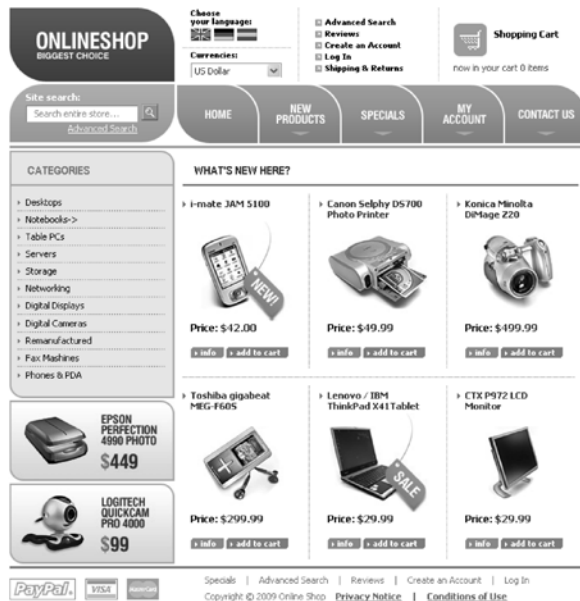 ONLINESHOP
BIGGEST CHOICE
Choose
your language:
Currencies:
US Dollar
Advanced Search
Reviews
Create an Account
Log In
Shipping & Returns
Shopping Cart
now in your cart 0 items
Site search:
Search entire store...
Advanced Search
HOME
NEW
PRODUCTS
SPECIALS
MY
ACCOUNT
CONTACT US
CATEGORIES
Desktops
Notebooks->
Table PCs
Servers
Storage
Networking
Digital Displays
Digital Cameras
Remanufactured
Fax Mashines
Phones & PDA
EPSON
PERFECTION
4990 PHOTO
$449
LOGITECH
QUICKCAM
PRO 4000
$99
WHAT'S NEW HERE?
i-mate JAM 5100
NEW!
Price: $42.00
info
add to cart
Canon Selphy DS700
Photo Printer
Price: $49.99
info
add to cart
Konica Minolta
DiMage Z20
Price: $499.99
info
add to cart
Toshiba gigabeat
MEG-F60S
Price: $299.99
info
add to cart
Lenovo / IBM
ThinkPad X41Tablet
SALE
Price: $29.99
info
add to cart
CTX P972 LCD
Monitor
Price: $29.99
info
add to cart
PayPal.
VISA
MasterCard
Specials | Advanced Search | Reviews | Create an Account | Log In
Copyright © 2009 Online Shop Privacy Notice | Conditions of Use